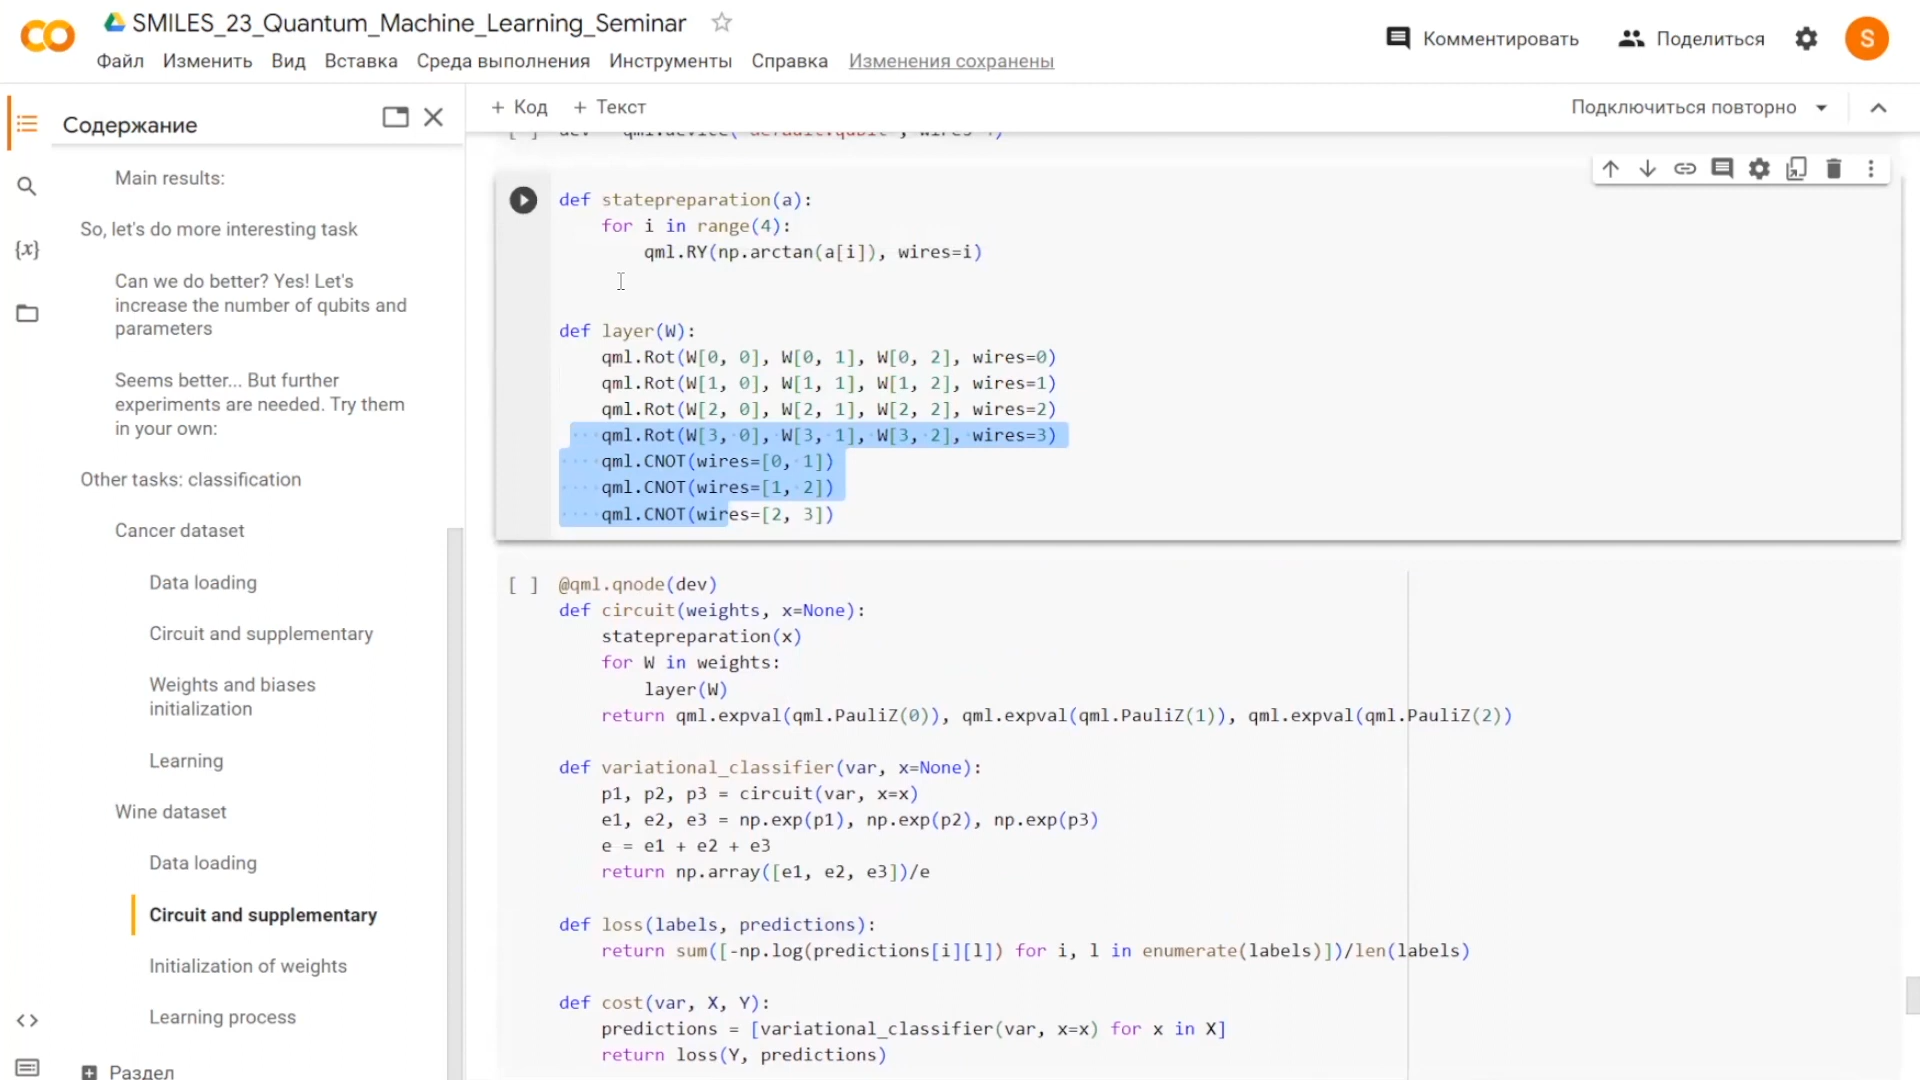 SMILES_23_Quantum_Machine_Learning_Seminar
Файл Изменить Вид Вставка Среда выполнения Инструменты Справка Изменения сохранены
Комментировать
Поделиться
S
+ Код + Текст
Подключиться повторно
Содержание
Main results:
So, let's do more interesting task
Can we do better? Yes! Let's
increase the number of qubits and
parameters
Seems better... But further
experiments are needed. Try them
in your own:
Other tasks: classification
Cancer dataset
Data loading
Circuit and supplementary
Weights and biases
initialization
Learning
Wine dataset
Data loading
Circuit and supplementary
Initialization of weights
Learning process
Раздел
{x}
def statepreparation(a):
for i in range(4):
qml.RY(np.arctan(a[i]), wires=i)
def layer(W):
qml.Rot(W[0, 0], W[0, 1], W[0, 2], wires=0)
qml.Rot(W[1, 0], W[1, 1], W[1, 2], wires=1)
qml.Rot(W[2, 0], W[2, 1], W[2, 2], wires=2)
qml.Rot(W[3, 0], W[3, 1], W[3, 2], wires=3)
qml.CNOT(wires=[0, 1])
qml.CNOT(wires=[1, 2])
qml.CNOT(wires=[2, 3])
[ ] @qml.qnode(dev)
def circuit(weights, x=None):
statepreparation(x)
for W in weights:
layer(W)
return qml.expval(qml.PauliZ(0)), qml.expval(qml.PauliZ(1)), qml.expval(qml.PauliZ(2))
def variational_classifier(var, x=None):
p1, p2, p3 = circuit(var, x=x)
e1, e2, e3 = np.exp(p1), np.exp(p2), np.exp(p3)
e = e1 + e2 + e3
return np.array([e1, e2, e3])/e
def loss(labels, predictions):
return sum([-np.log(predictions[i][l]) for i, l in enumerate(labels)])/len(labels)
def cost(var, X, Y):
predictions = [variational_classifier(var, x=x) for x in X]
return loss(Y, predictions)